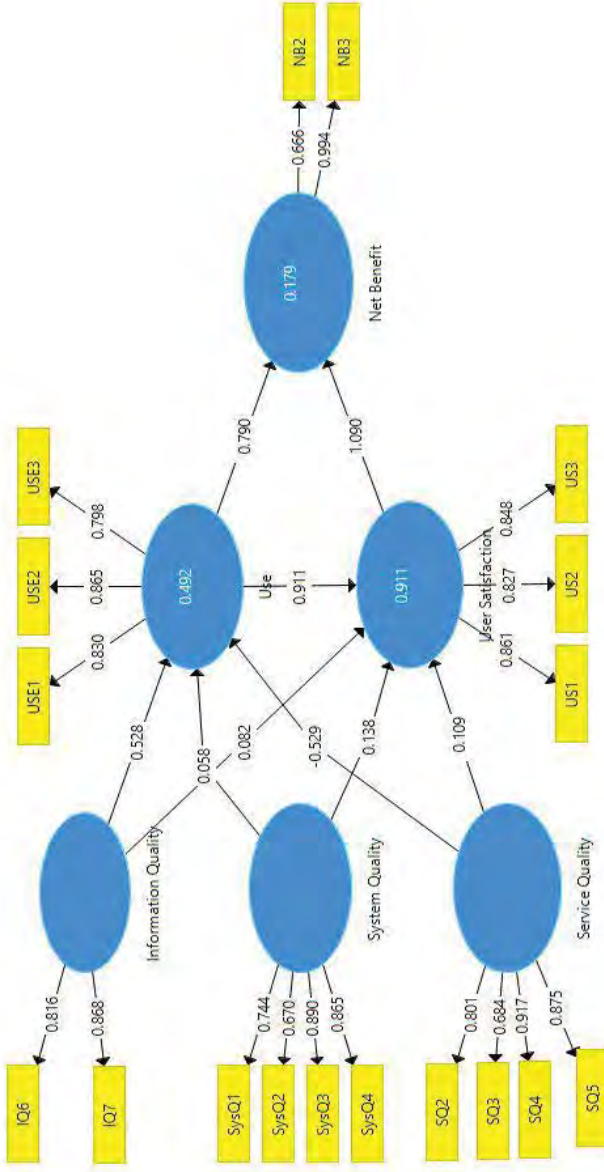 USE1
USE2
USE3
0.830
0.865
0.798
IQ6
IQ7
0.816
0.868
Information Quality
0.528
0.082
0.492
Use
0.790
SysQ1
SysQ2
SysQ3
SysQ4
0.744
0.670
0.890
0.865
System Quality
0.058
0.138
0.911
0.179
Net Benefit
0.666
0.994
NB2
NB3
-0.529
0.109
0.911
User Satisfaction
1.090
SQ2
SQ3
SQ4
SQ5
0.801
0.684
0.917
0.875
Service Quality
0.861
0.827
0.848
US1
US2
US3